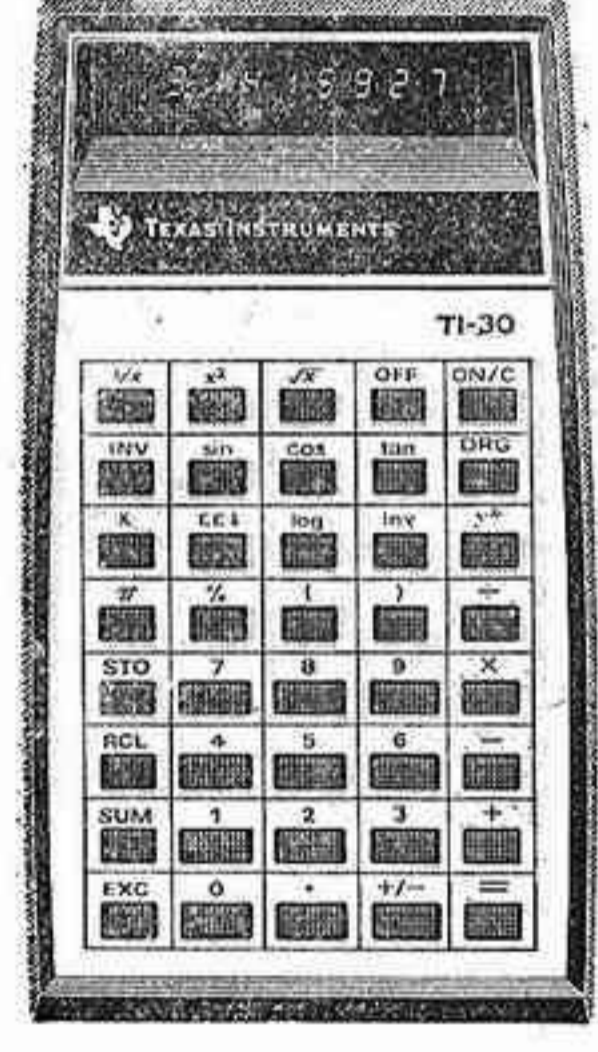 3.1415927
TEXAS INSTRUMENTS
TI-30
1/x x² √x OFF ON/C
INV sin cos tan DRG
K EE↓ log lnx yˣ
π % ( ) ÷
STO 7 8 9 X
RCL 4 5 6 −
SUM 1 2 3 +
EXC 0 . +/− =